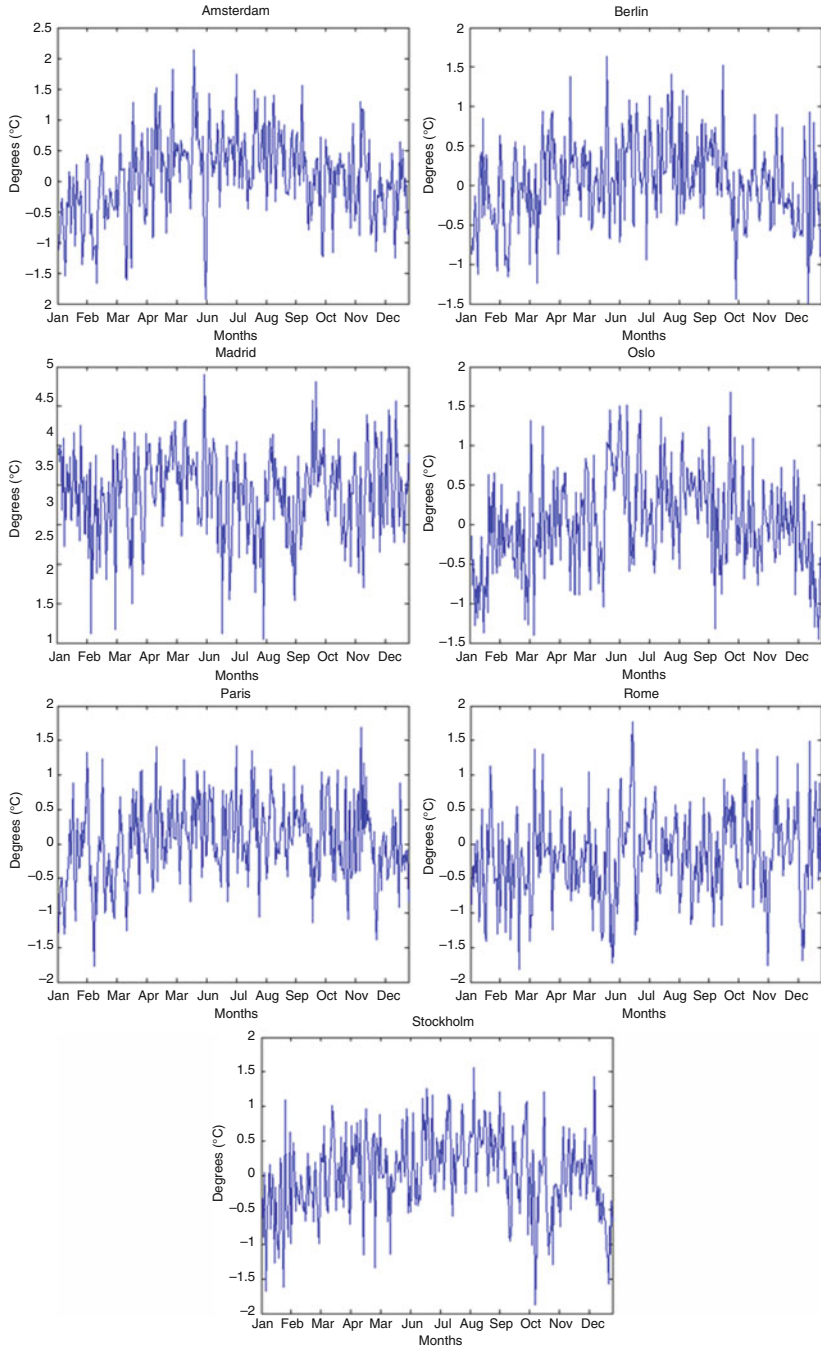 Amsterdam
2.5
2
1.5
1
0.5
0
−0.5
−1
−1.5
2
Degrees (°C)
Jan Feb Mar Apr Mar Jun Jul Aug Sep Oct Nov Dec
Months
Berlin
2
1.5
1
0.5
0
−0.5
−1
−1.5
Degrees (°C)
Jan Feb Mar Apr Mar Jun Jul Aug Sep Oct Nov Dec
Months
Madrid
5
4.5
4
3.5
3
2.5
2
1.5
1
Degrees (°C)
Jan Feb Mar Apr Mar Jun Jul Aug Sep Oct Nov Dec
Months
Oslo
2
1.5
1
0.5
0
−0.5
−1
−1.5
Degrees (°C)
Jan Feb Mar Apr Mar Jun Jul Aug Sep Oct Nov Dec
Months
Paris
2
1.5
1
0.5
0
−0.5
−1
−1.5
−2
Degrees (°C)
Jan Feb Mar Apr Mar Jun Jul Aug Sep Oct Nov Dec
Months
Rome
2
1.5
1
0.5
0
−0.5
−1
−1.5
−2
Degrees (°C)
Jan Feb Mar Apr Mar Jun Jul Aug Sep Oct Nov Dec
Months
Stockholm
2
1.5
1
0.5
0
−0.5
−1
−1.5
−2
Degrees (°C)
Jan Feb Mar Apr Mar Jun Jul Aug Sep Oct Nov Dec
Months